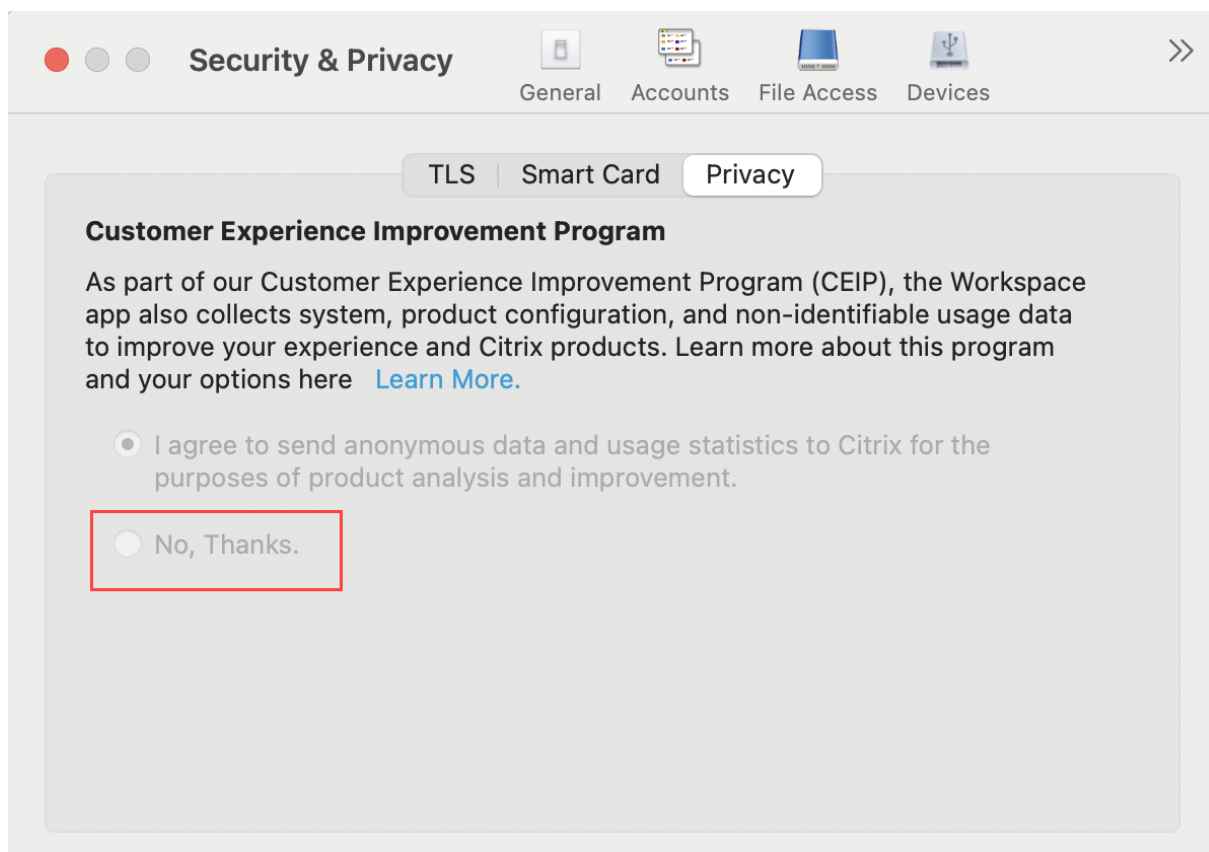 Security & Privacy
General
Accounts
File Access
Devices
TLS
Smart Card
Privacy
Customer Experience Improvement Program
As part of our Customer Experience Improvement Program (CEIP), the Workspace
app also collects system, product configuration, and non-identifiable usage data
to improve your experience and Citrix products. Learn more about this program
and your options here Learn More.
I agree to send anonymous data and usage statistics to Citrix for the
purposes of product analysis and improvement.
No, Thanks.